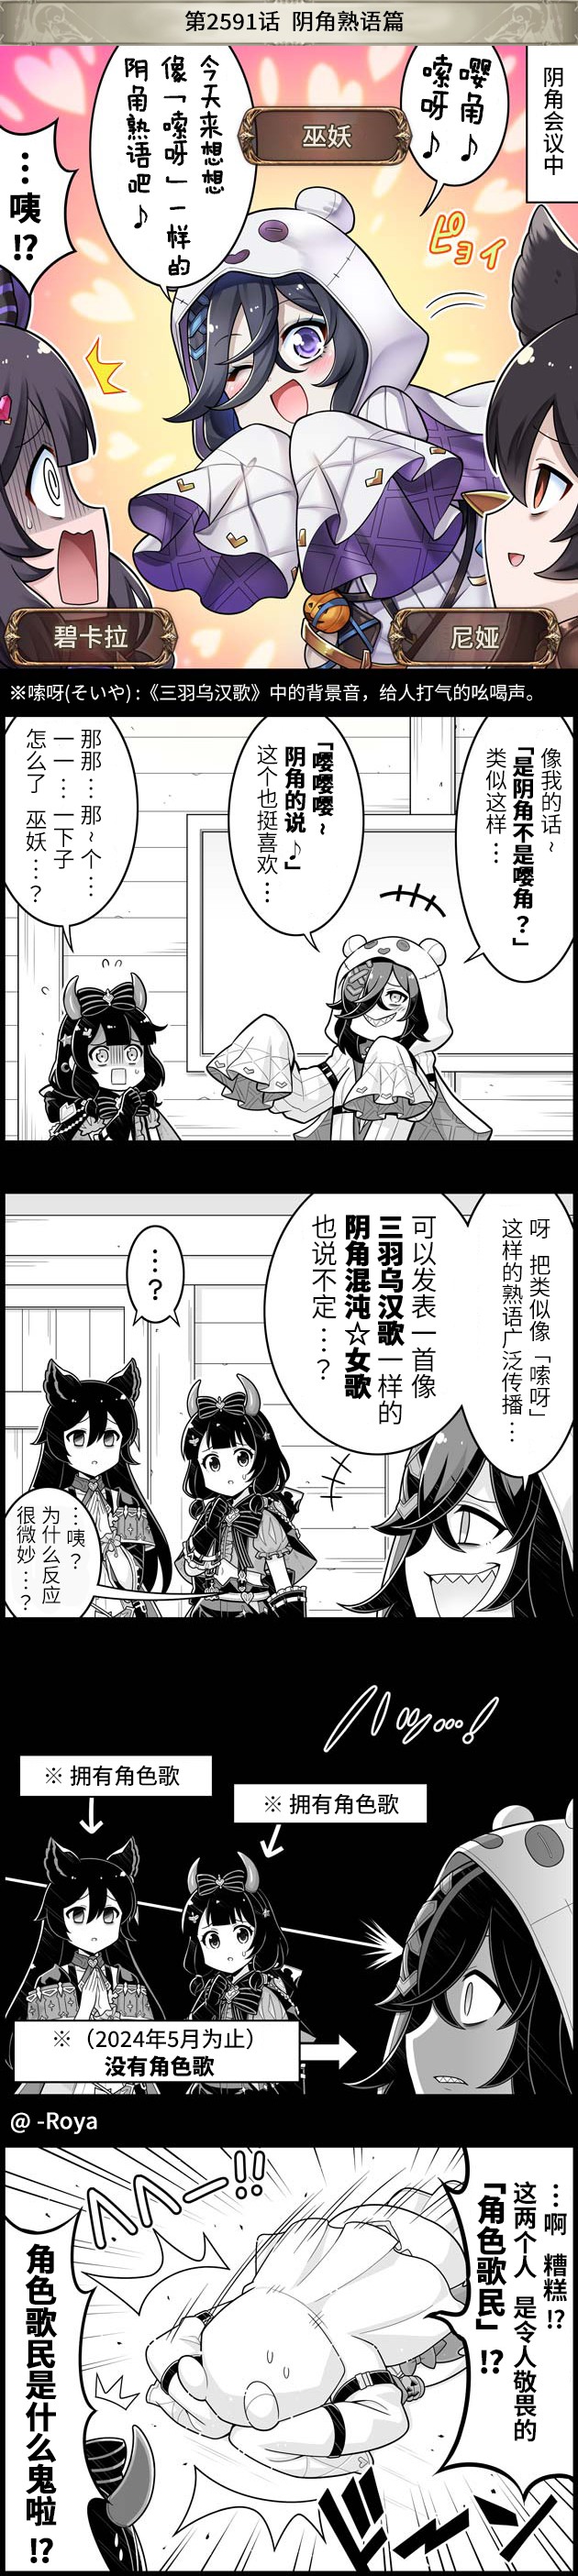 第2591话 阴角熟语篇
阴角会议中
嘤角♪
嗦呀♪
ピョイ
巫妖
今天来想想
像「嗦呀」一样的
阴角熟语吧♪
…咦!?
碧卡拉
尼娅
※嗦呀(そいや):《三羽乌汉歌》中的背景音，给人打气的吆喝声。
像我的话~
「是阴角不是嘤角？」
类似这样…
「嘤嘤嘤~
阴角的说♪」
这个也挺喜欢…
那那…那~个…
一一…一下子
怎么了 巫妖…？
呀 把类似像「嗦呀」
这样的熟语广泛传播…
可以发表一首像
三羽乌汉歌一样的
阴角混沌☆女歌
也说不定…？
…？
…咦？
为什么反应
很微妙…？
ハッ…!
※ 拥有角色歌
※ 拥有角色歌
※（2024年5月为止）
没有角色歌
@ -Roya
…啊 糟糕!?
这两个人 是令人敬畏的
「角色歌民」!?
へへー!!
角色歌民是什么鬼啦!?
ドーン